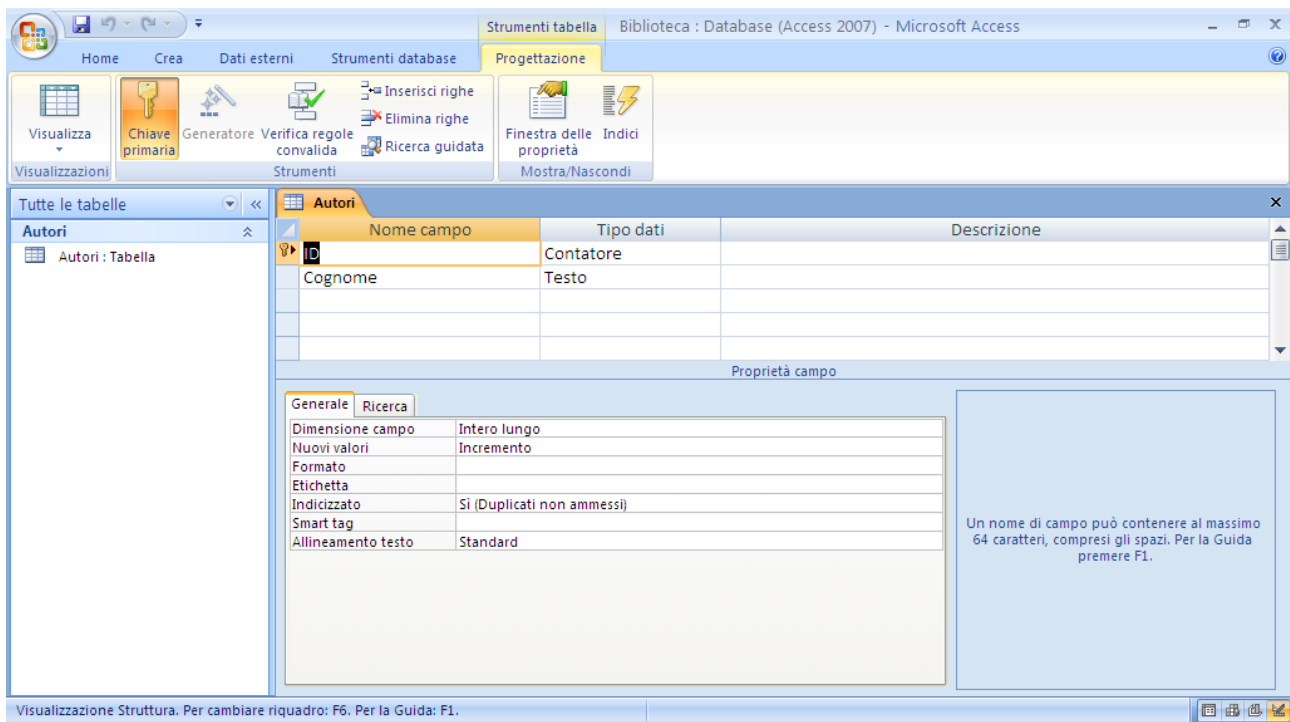 Strumenti tabella Biblioteca : Database (Access 2007) - Microsoft Access
Home Crea Dati esterni Strumenti database Progettazione
Visualizza
Chiave primaria
Generatore
Verifica regole convalida
Inserisci righe
Elimina righe
Ricerca guidata
Finestra delle proprietà
Indici
Visualizzazioni Strumenti Mostra/Nascondi
Tutte le tabelle
Autori
Autori : Tabella
Autori
Nome campo Tipo dati Descrizione
ID Contatore
Cognome Testo
Proprietà campo
Generale Ricerca
Dimensione campo Intero lungo
Nuovi valori Incremento
Formato
Etichetta
Indicizzato Sì (Duplicati non ammessi)
Smart tag
Allineamento testo Standard
Un nome di campo può contenere al massimo
64 caratteri, compresi gli spazi. Per la Guida
premere F1.
Visualizzazione Struttura. Per cambiare riquadro: F6. Per la Guida: F1.